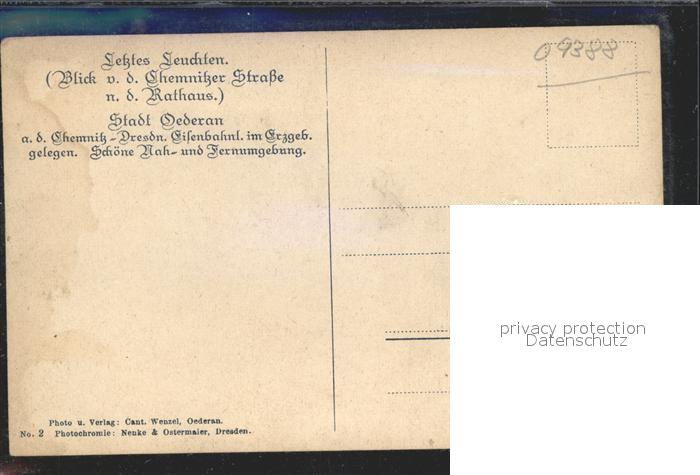 Letztes Leuchten.
(Blick v. d. Chemnitzer Straße
n. d. Rathaus.)
Stadt Oederan
a. d. Chemnitz-Dresdn. Eisenbahnl. im Erzgeb.
gelegen. Schöne Nah- und Fernumgebung.
09388
privacy protection
Datenschutz
Photo u. Verlag: Cant. Wenzel, Oederan.
No. 2 Photochromie: Nenke & Ostermaier, Dresden.